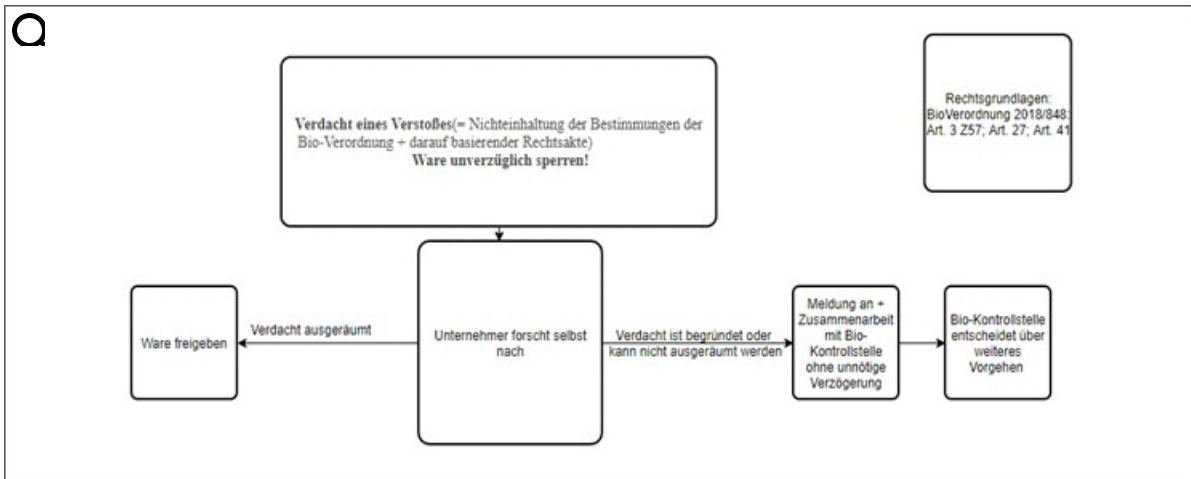 Verdacht eines Verstoßes(= Nichteinhaltung der Bestimmungen der
Bio-Verordnung + darauf basierender Rechtsakte)
Ware unverzüglich sperren!
Rechtsgrundlagen:
BioVerordnung 2018/848:
Art. 3 Z57; Art. 27; Art. 41
Ware freigeben
Verdacht ausgeräumt
Unternehmer forscht selbst
nach
Verdacht ist begründet oder
kann nicht ausgeräumt werden
Meldung an +
Zusammenarbeit
mit Bio-
Kontrollstelle
ohne unnötige
Verzögerung
Bio-Kontrollstelle
entscheidet über
weiteres
Vorgehen